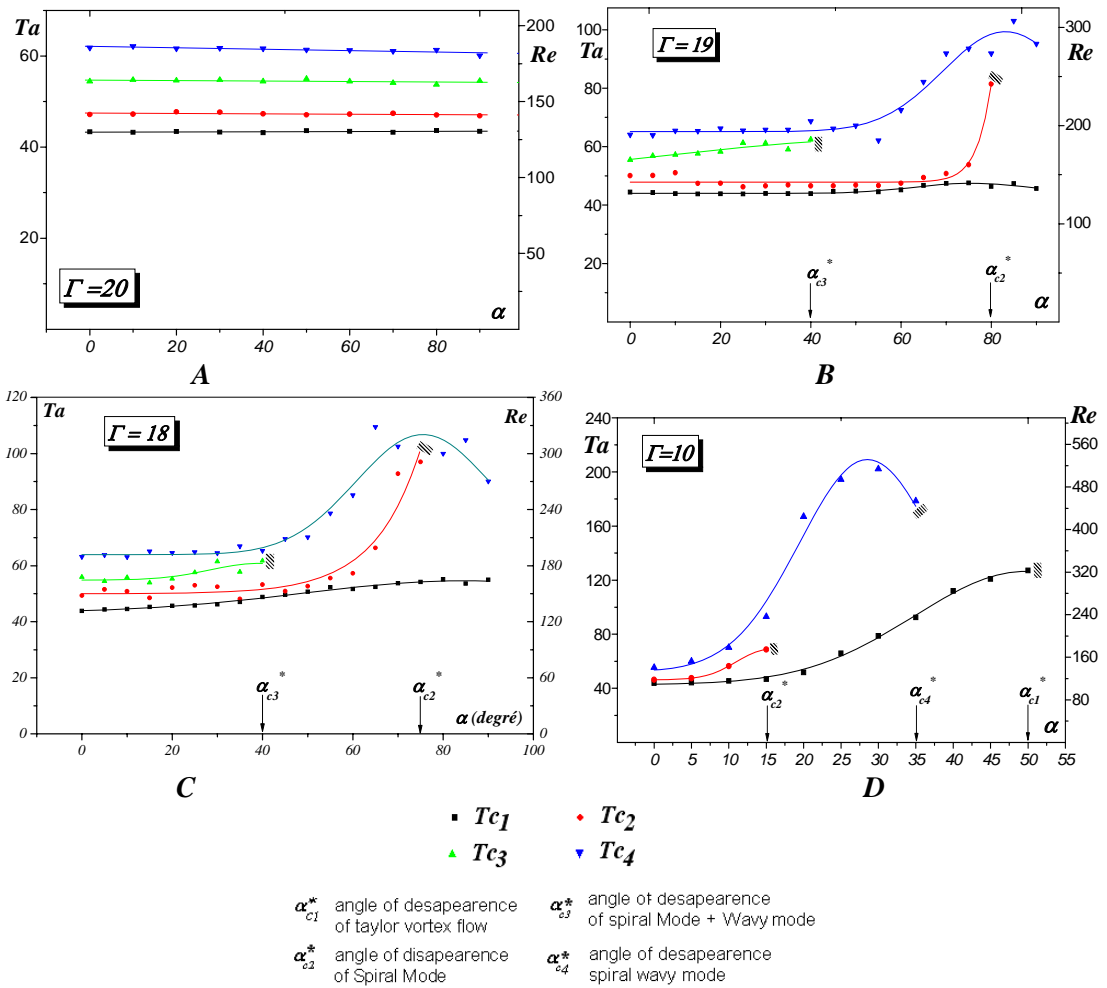 Ta
Re
60
40
20
200
150
100
50
Γ=20
α
0 20 40 60 80
A
Ta
Re
100
80
60
40
20
300
200
100
Γ=19
αc3*
αc2*
α
0 20 40 60 80
B
120
100
80
60
40
20
0
Ta
Re
360
300
240
180
120
60
0
Γ=18
αc3*
αc2*
α (degré)
0 20 40 60 80 100
C
240
200
160
120
80
40
Ta
Re
560
480
400
320
240
160
80
Γ=10
αc2*
αc4*
αc1*
α
0 5 10 15 20 25 30 35 40 45 50 55
D
Tc1
Tc2
Tc3
Tc4
α*C1 angle of desapearence
of taylor vortex flow
α*c3 angle of desapearence
of spiral Mode + Wavy mode
α*c2 angle of disapearence
of Spiral Mode
α*c4 angle of desapearence
spiral wavy mode